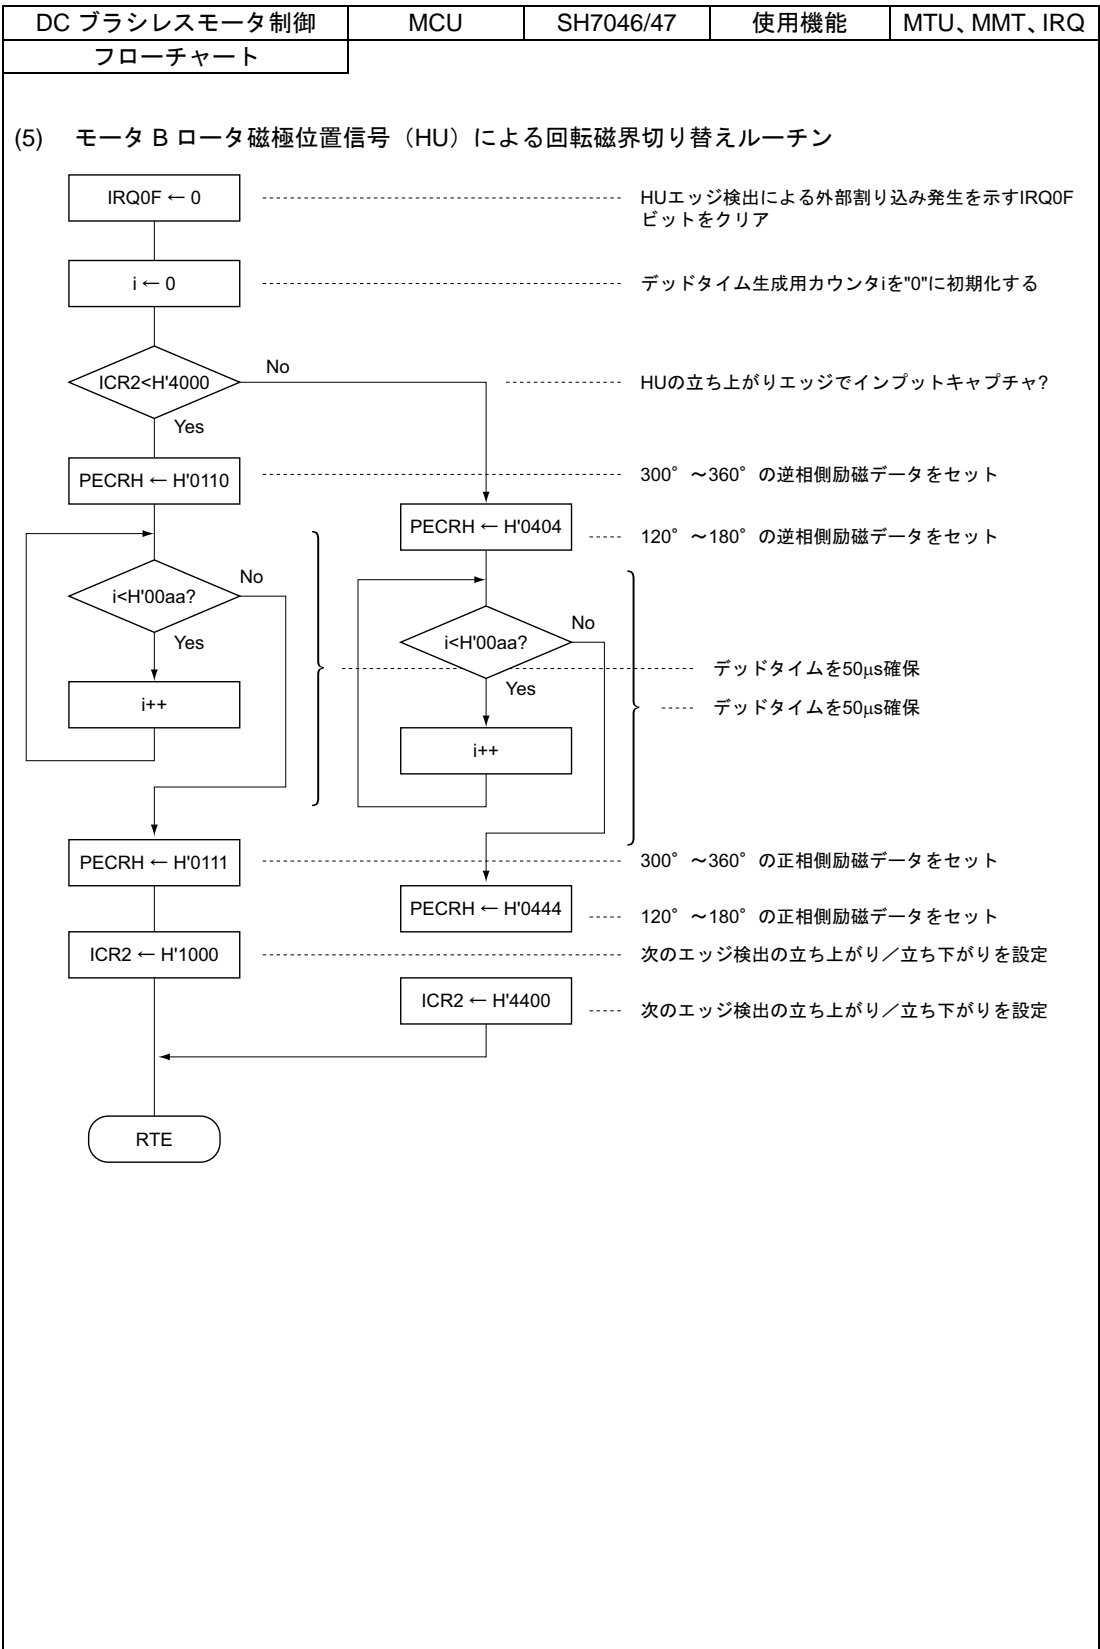 DC ブラシレスモータ制御 MCU SH7046/47 使用機能 MTU、MMT、IRQ
フローチャート
(5) モータ B ロータ磁極位置信号（HU）による回転磁界切り替えルーチン
IRQ0F ← 0
HUエッジ検出による外部割り込み発生を示すIRQ0F
ビットをクリア
i ← 0
デッドタイム生成用カウンタiを"0"に初期化する
ICR2<H'4000
No
HUの立ち上がりエッジでインプットキャプチャ?
Yes
PECRH ← H'0110
300°～360°の逆相側励磁データをセット
PECRH ← H'0404
120°～180°の逆相側励磁データをセット
i<H'00aa?
No
Yes
i++
i<H'00aa?
No
Yes
i++
デッドタイムを50μs確保
デッドタイムを50μs確保
PECRH ← H'0111
300°～360°の正相側励磁データをセット
PECRH ← H'0444
120°～180°の正相側励磁データをセット
ICR2 ← H'1000
次のエッジ検出の立ち上がり／立ち下がりを設定
ICR2 ← H'4400
次のエッジ検出の立ち上がり／立ち下がりを設定
RTE